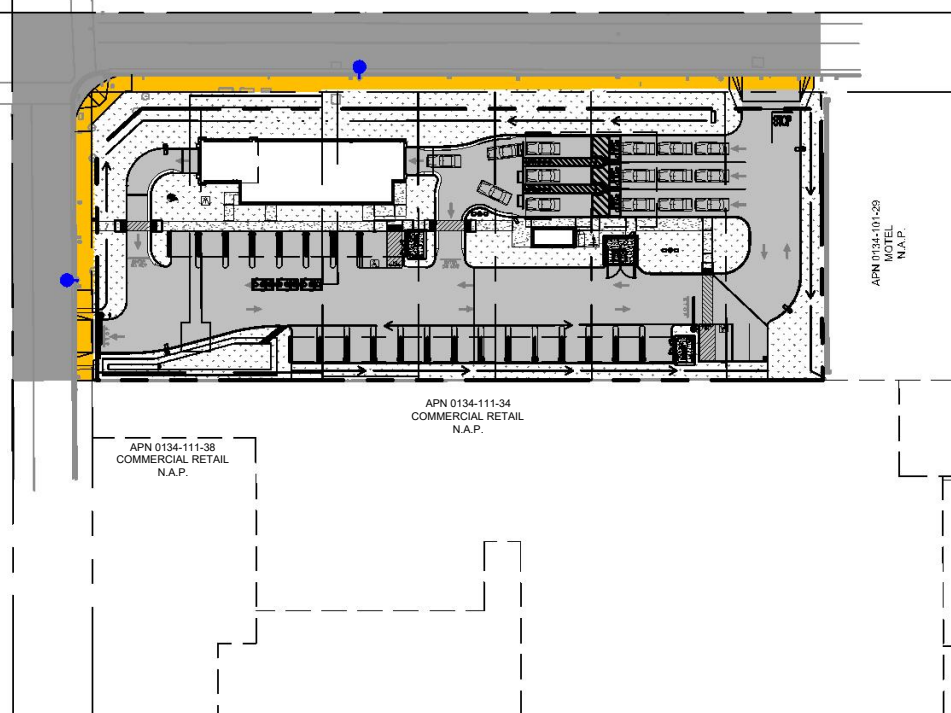 STOP
APN 0134-101-29
MOTEL
N.A.P.
APN 0134-111-34
COMMERCIAL RETAIL
N.A.P.
APN 0134-111-38
COMMERCIAL RETAIL
N.A.P.